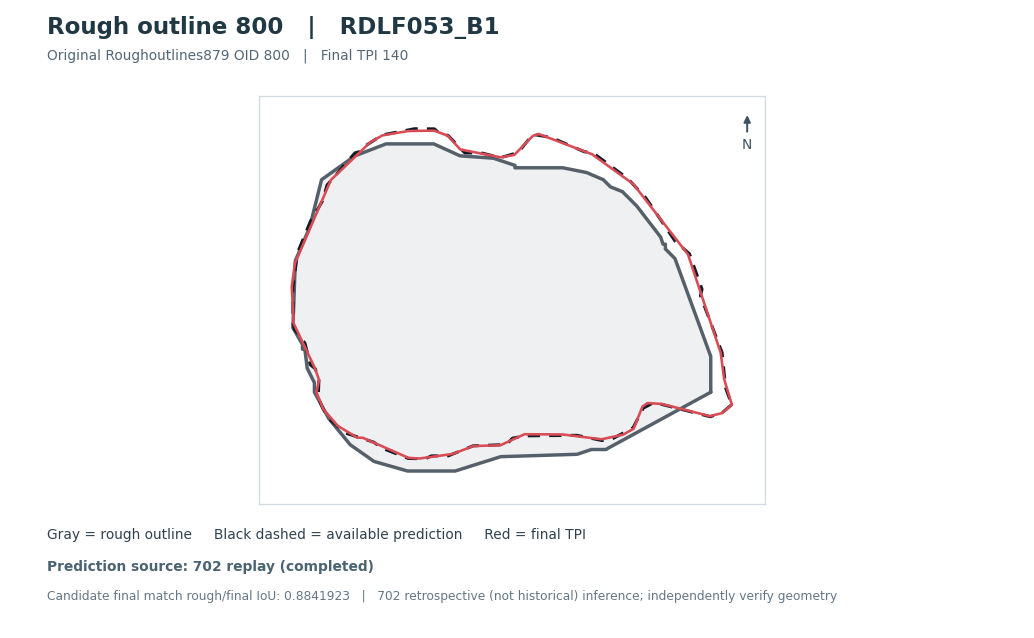 Rough outline 800   |   RDLF053_B1
Original Roughoutlines879 OID 800   |   Final TPI 140
N
Gray = rough outline     Black dashed = available prediction     Red = final TPI
Prediction source: 702 replay (completed)
Candidate final match rough/final IoU: 0.8841923   |   702 retrospective (not historical) inference; independently verify geometry